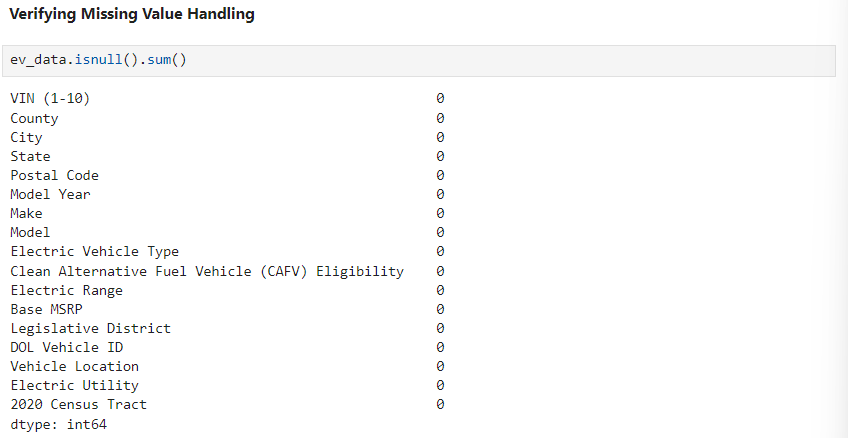 Verifying Missing Value Handling
ev_data.isnull().sum()
VIN (1-10) 0
County 0
City 0
State 0
Postal Code 0
Model Year 0
Make 0
Model 0
Electric Vehicle Type 0
Clean Alternative Fuel Vehicle (CAFV) Eligibility 0
Electric Range 0
Base MSRP 0
Legislative District 0
DOL Vehicle ID 0
Vehicle Location 0
Electric Utility 0
2020 Census Tract 0
dtype: int64